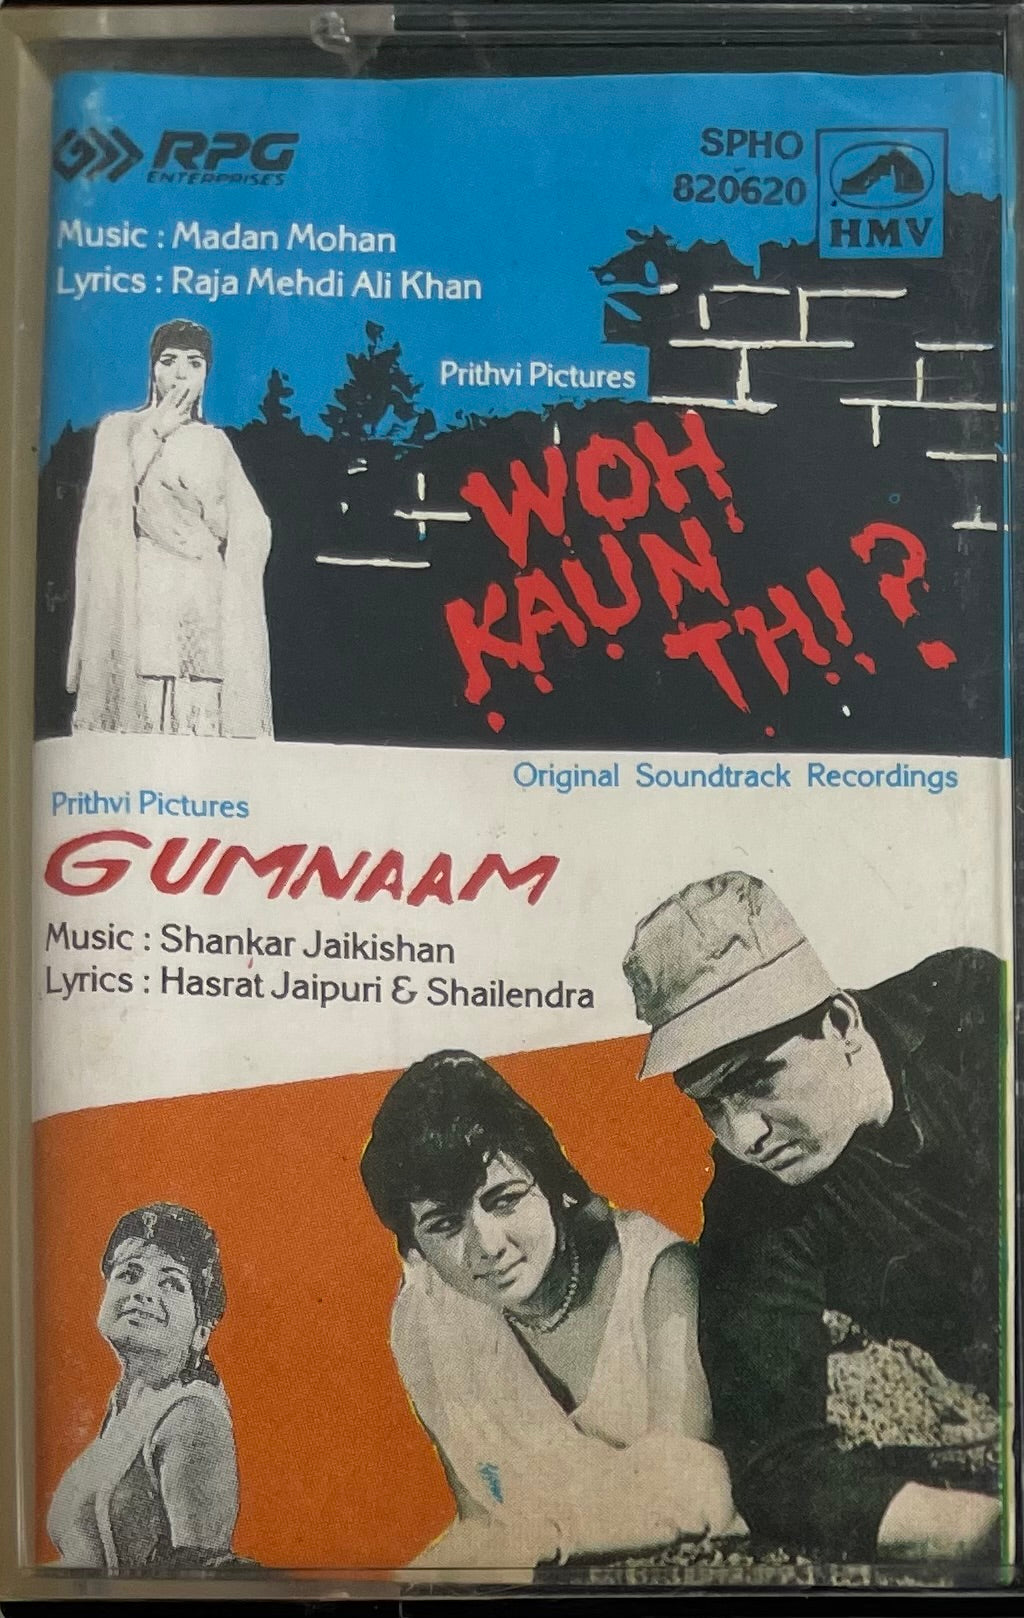 RPG
ENTERPRISES
SPHO
820620
HMV
Music : Madan Mohan
Lyrics : Raja Mehdi Ali Khan
Prithvi Pictures
WOH
KAUN
THI ?
Original Soundtrack Recordings
Prithvi Pictures
GUMNAAM
Music : Shankar Jaikishan
Lyrics : Hasrat Jaipuri & Shailendra